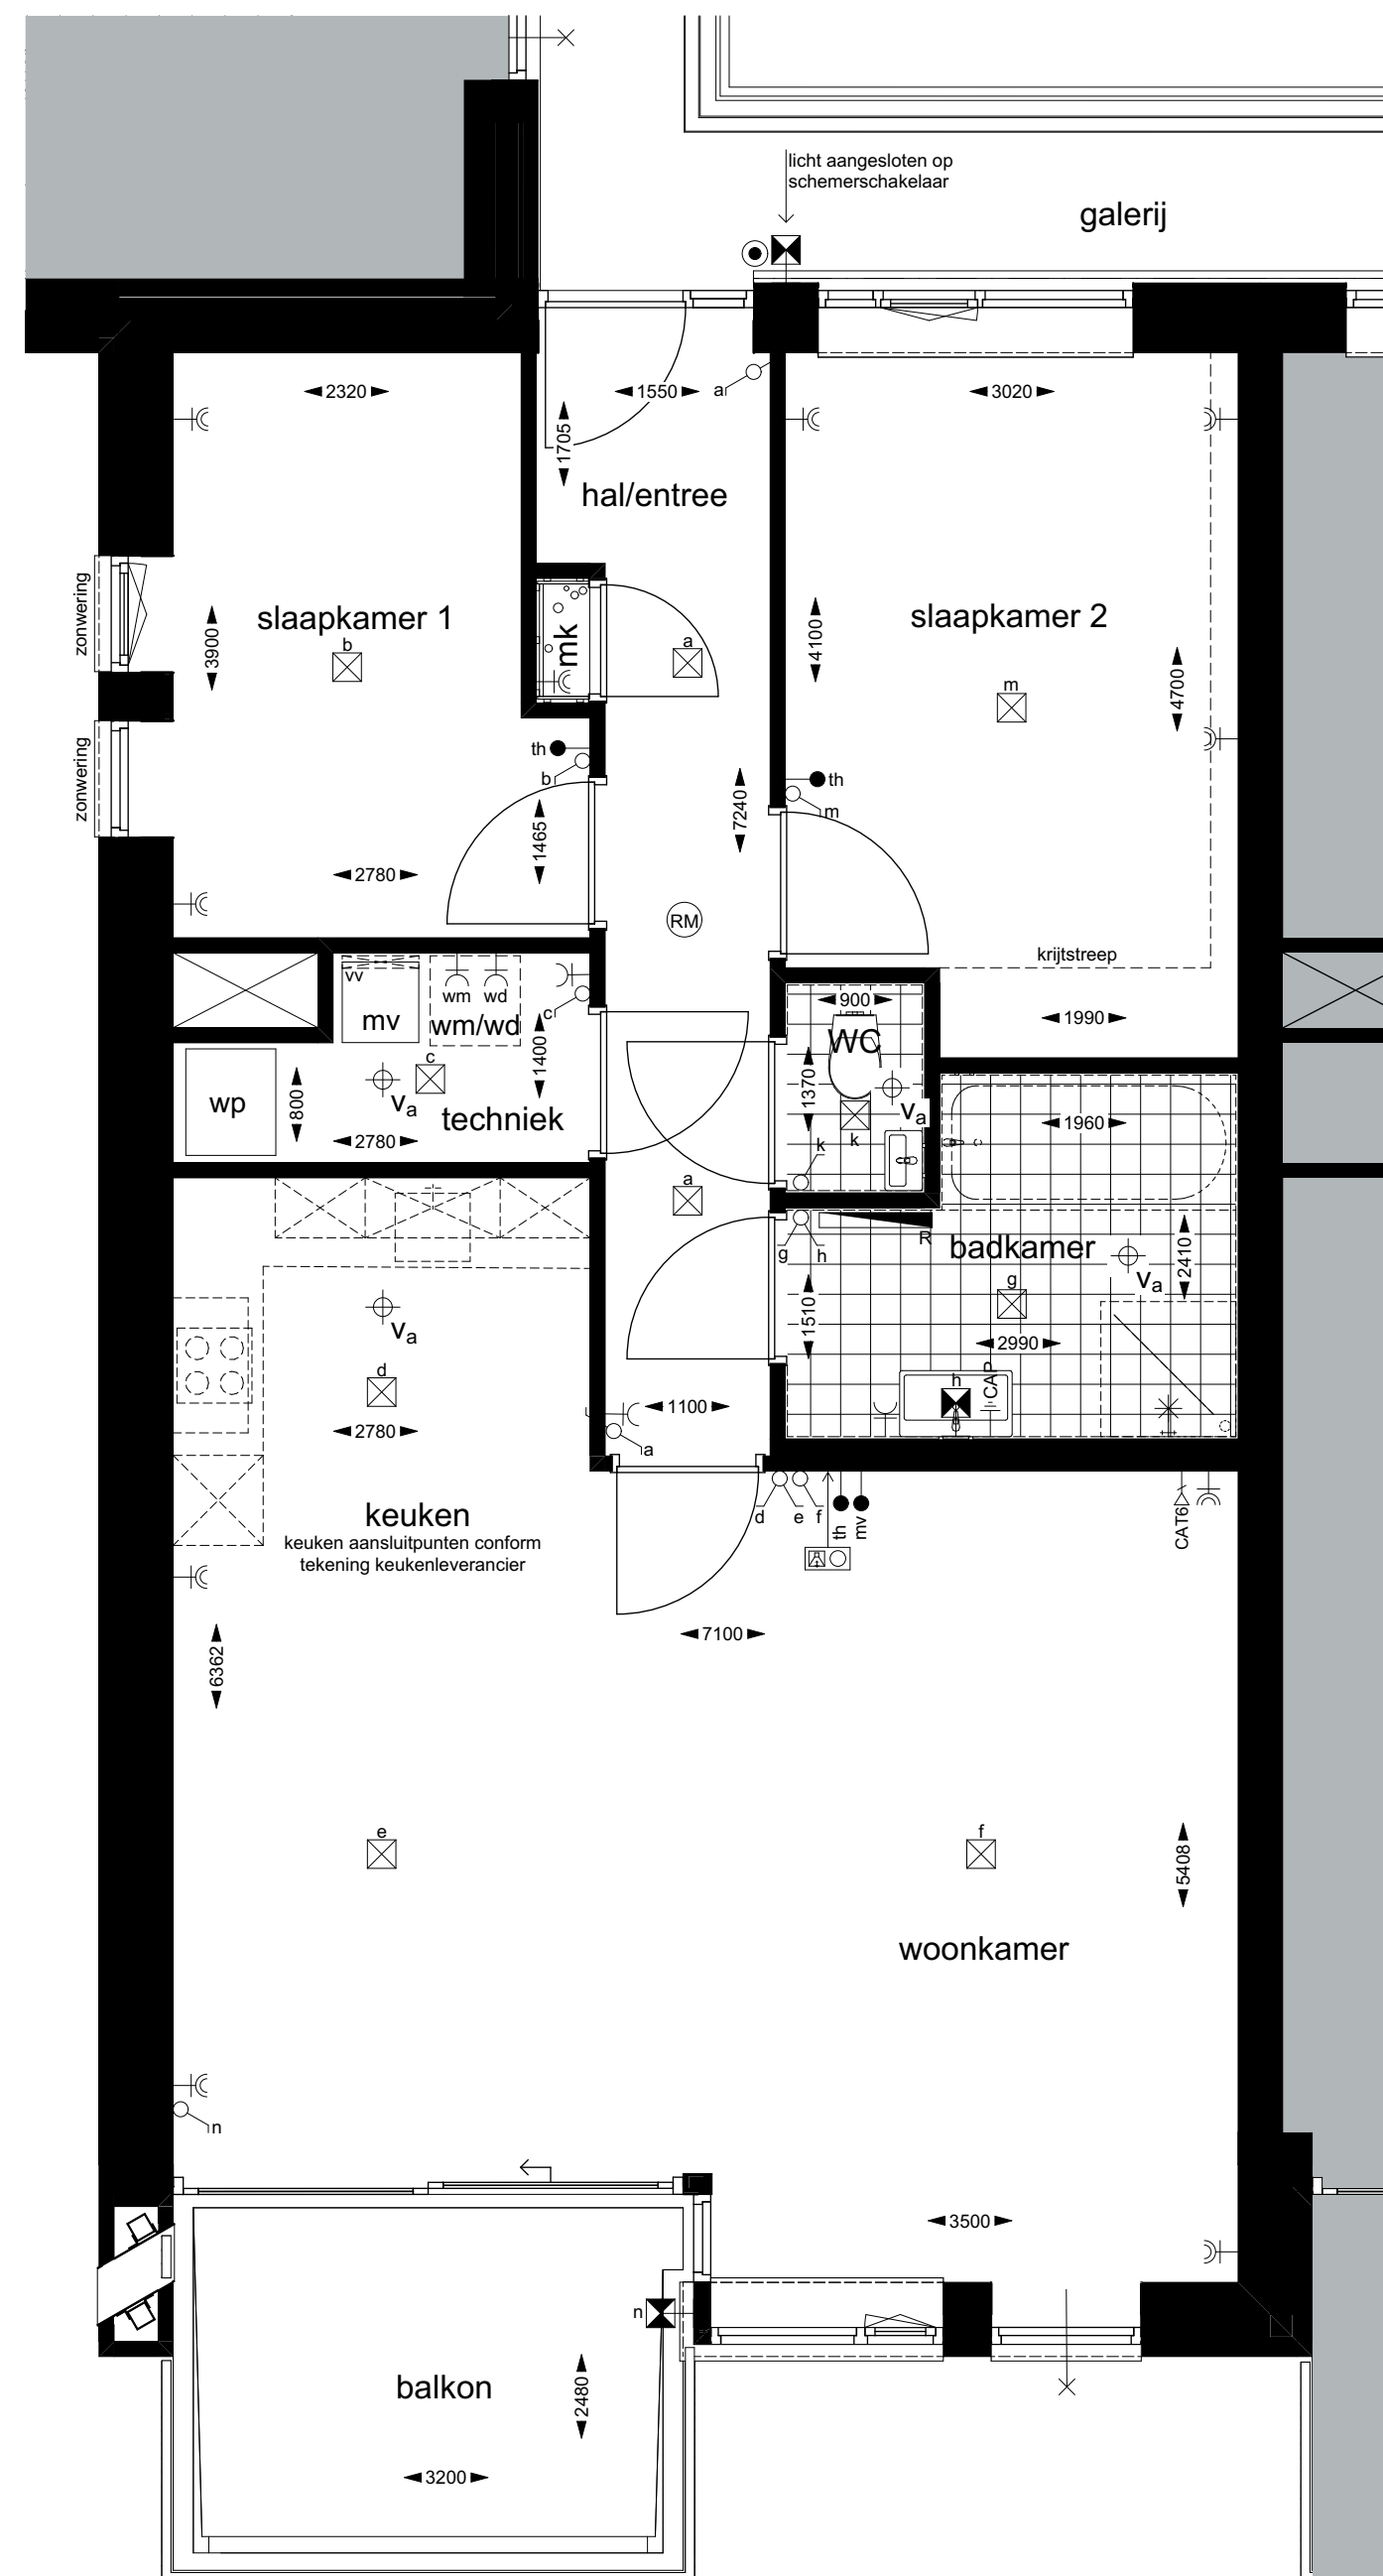 licht aangesloten op
schemerschakelaar
galerij
2320
1550
a
3020
1705
hal/entree
zonwering
slaapkamer 1
b
3900
mk
a
4100
slaapkamer 2
m
4700
zonwering
th
b
th
m
7240
1465
2780
RM
krijtstreep
vv
mv
wm
wd
wm/wd
c
1400
900
WC
1990
wp
800
c
va
techniek
2780
1370
va
k
k
1960
a
g
h
R
badkamer
2410
va
g
va
1510
2990
d
2780
1100
a
h
CAP
keuken
keuken aansluitpunten conform
tekening keukenleverancier
d
e
f
th
mv
CAT6
6362
7100
e
f
5408
woonkamer
n
3500
n
balkon
2480
3200